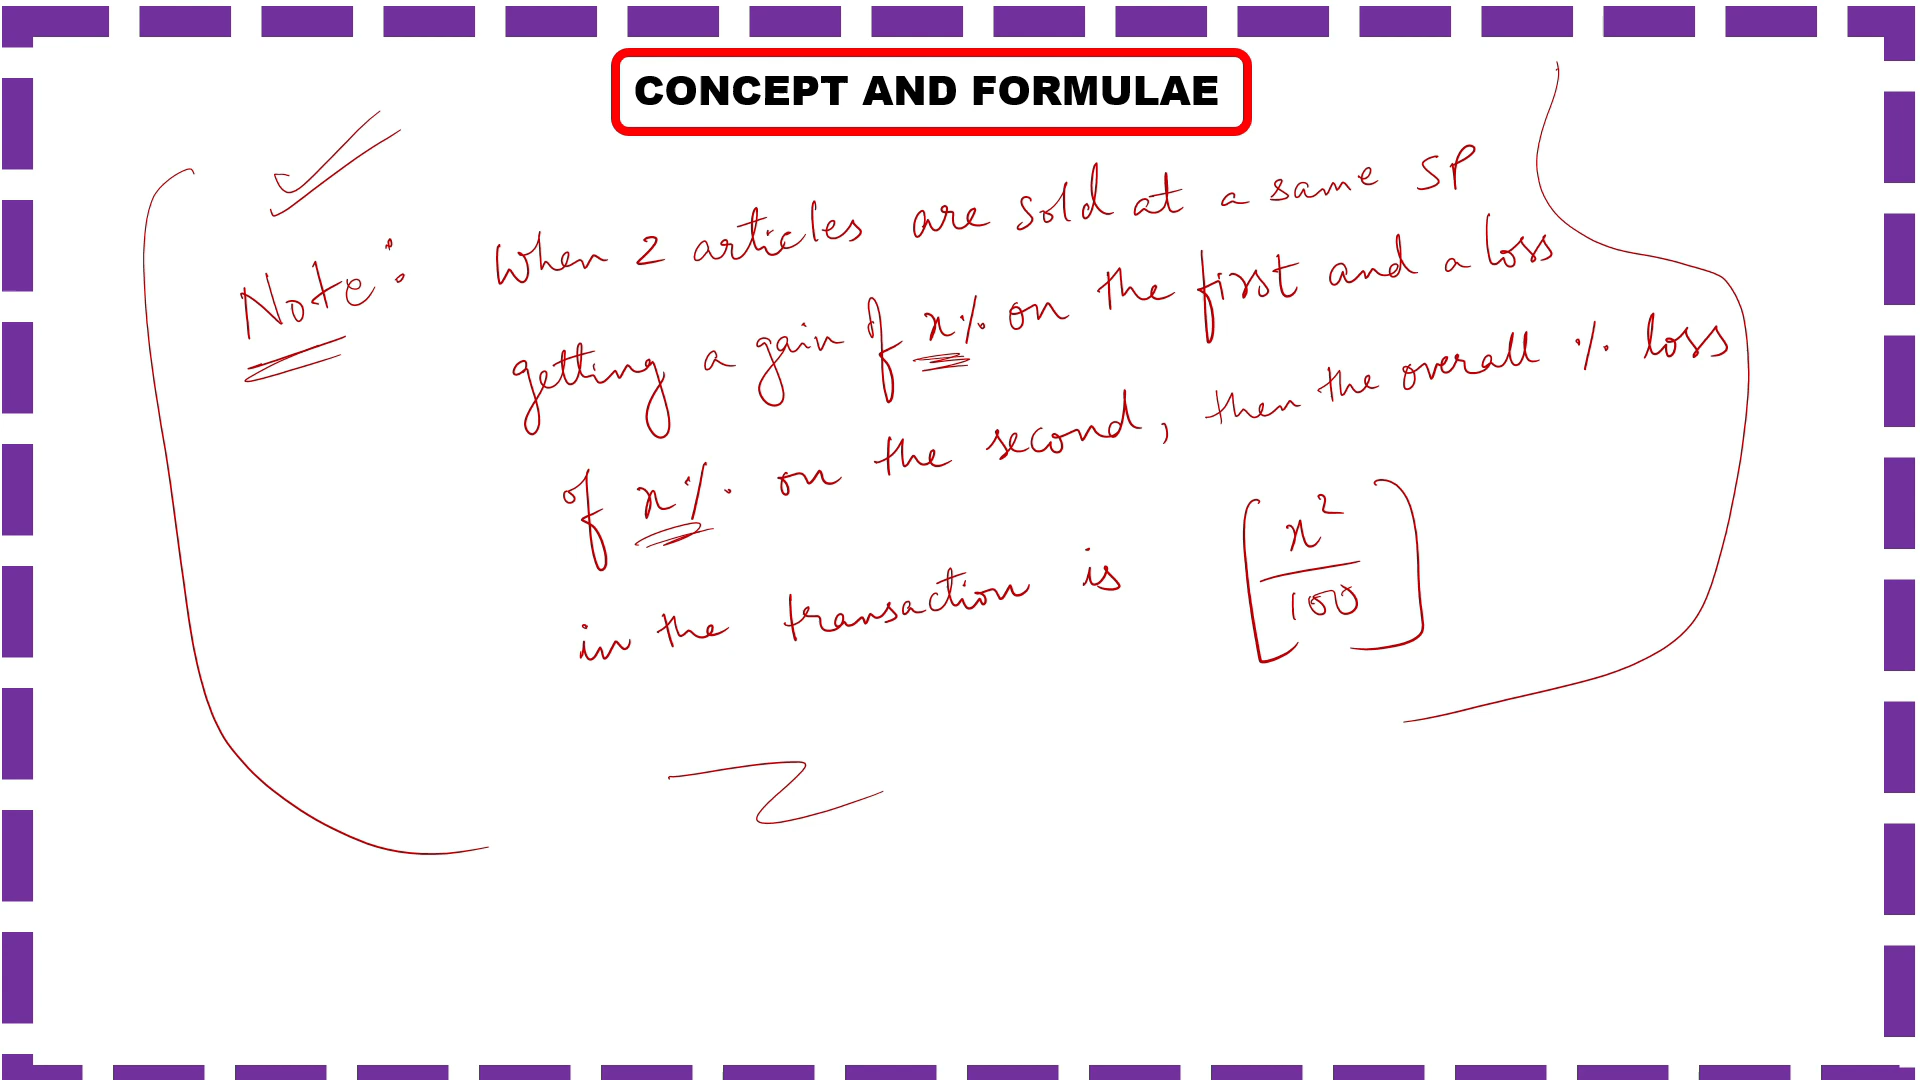 CONCEPT AND FORMULAE
Note: When 2 articles are sold at a same SP
getting a gain of x% on the first and a loss
of x% on the second, then the overall % loss
in the transaction is (x²/100)